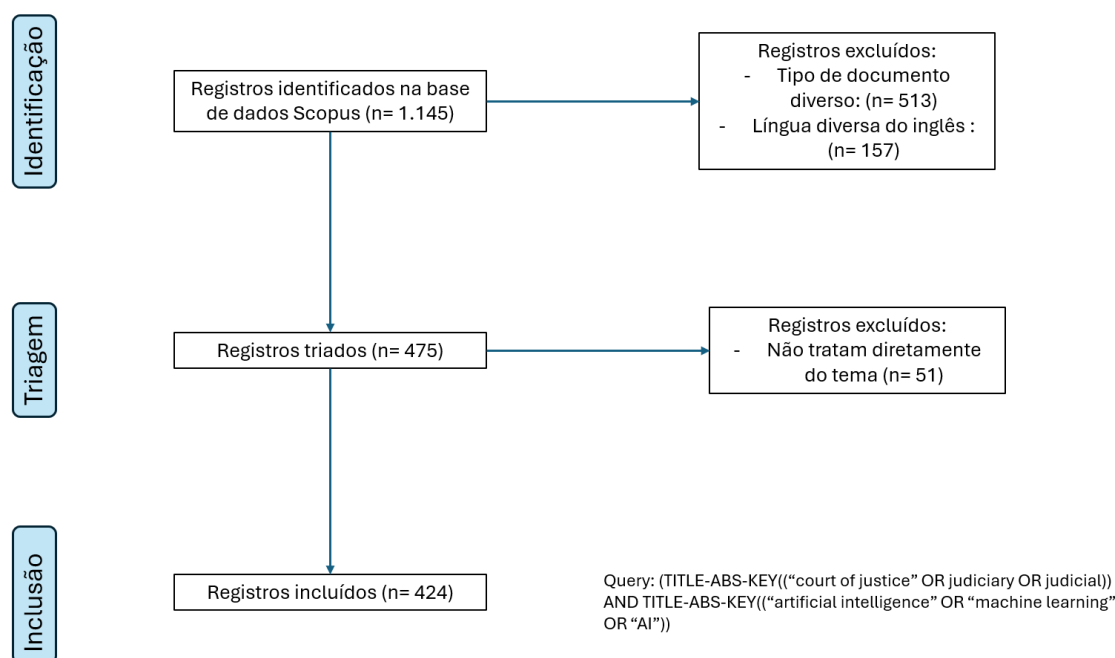 Identificação
Registros identificados na base
de dados Scopus (n= 1.145)
Registros excluídos:
- Tipo de documento
diverso: (n= 513)
- Língua diversa do inglês :
(n= 157)
Triagem
Registros triados (n= 475)
Registros excluídos:
- Não tratam diretamente
do tema (n= 51)
Inclusão
Registros incluídos (n= 424)
Query: (TITLE-ABS-KEY((“court of justice” OR judiciary OR judicial))
AND TITLE-ABS-KEY((“artificial intelligence” OR “machine learning”
OR “AI”))